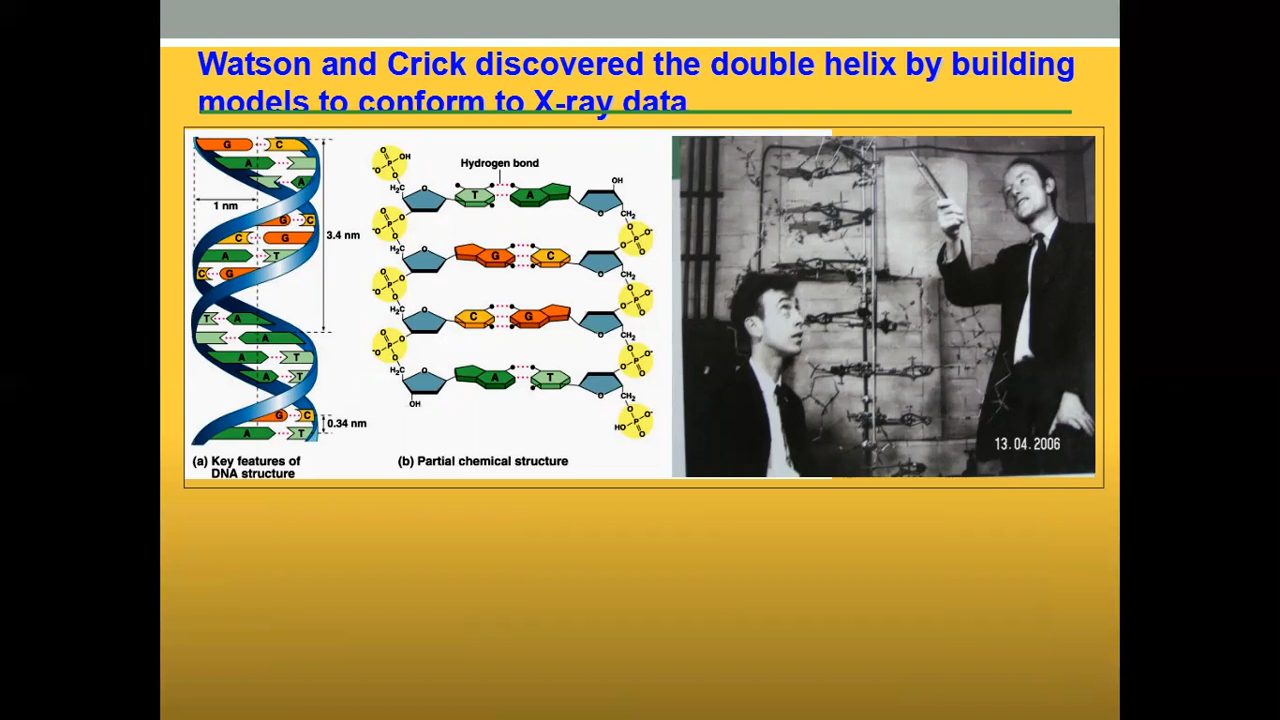 Watson and Crick discovered the double helix by building
models to conform to X-ray data
G C
A
A
1 nm
G C
C G
A T
C G
3.4 nm
T A
A
A T
A T
G C
0.34 nm
A T
(a) Key features of
DNA structure
Hydrogen bond
O
P
OH
-O
O
H2C
O
T
A
OH
O
CH2
O
P
O-
O
O
P
-O
O
H2C
O
G
C
O
CH2
O
P
O-
O
O
P
-O
O
H2C
O
C
G
O
CH2
O
P
O-
O
O
P
-O
O
H2C
O
OH
A
T
O
CH2
O
HO
P
O-
O
(b) Partial chemical structure
13.04.2006